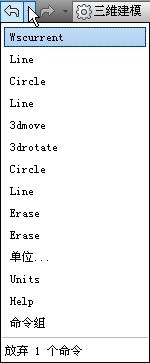 三维建模
Wscurrent
Line
Circle
Line
3dmove
3drotate
Circle
Line
Erase
Erase
单位...
Units
Help
命令组
放弃 1 个命令